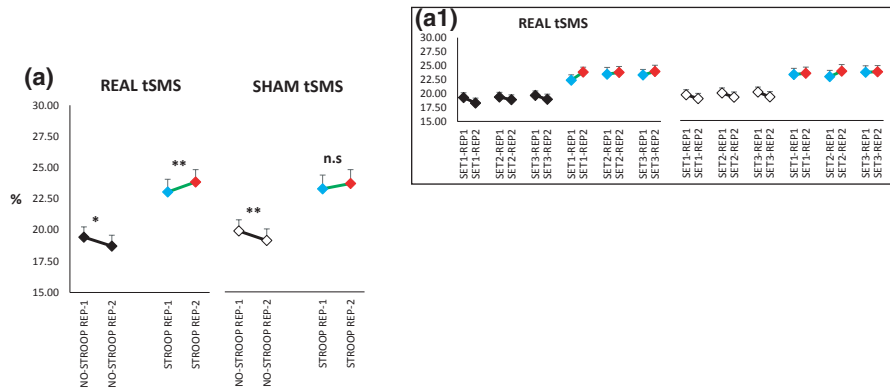 (a)
REAL tSMS
SHAM tSMS
30.00
27.50
25.00
22.50
20.00
17.50
15.00
%
*
**
**
n.s
NO-STROOP REP-1
NO-STROOP REP-2
STROOP REP-1
STROOP REP-2
NO-STROOP REP-1
NO-STROOP REP-2
STROOP REP-1
STROOP REP-2
(a1)
REAL tSMS
30.00
27.50
25.00
22.50
20.00
17.50
15.00
SET1-REP1
SET1-REP2
SET2-REP1
SET2-REP2
SET3-REP1
SET3-REP2
SET1-REP1
SET1-REP2
SET2-REP1
SET2-REP2
SET3-REP1
SET3-REP2
SET1-REP1
SET1-REP2
SET2-REP1
SET2-REP2
SET3-REP1
SET3-REP2
SET1-REP1
SET1-REP2
SET2-REP1
SET2-REP2
SET3-REP1
SET3-REP2